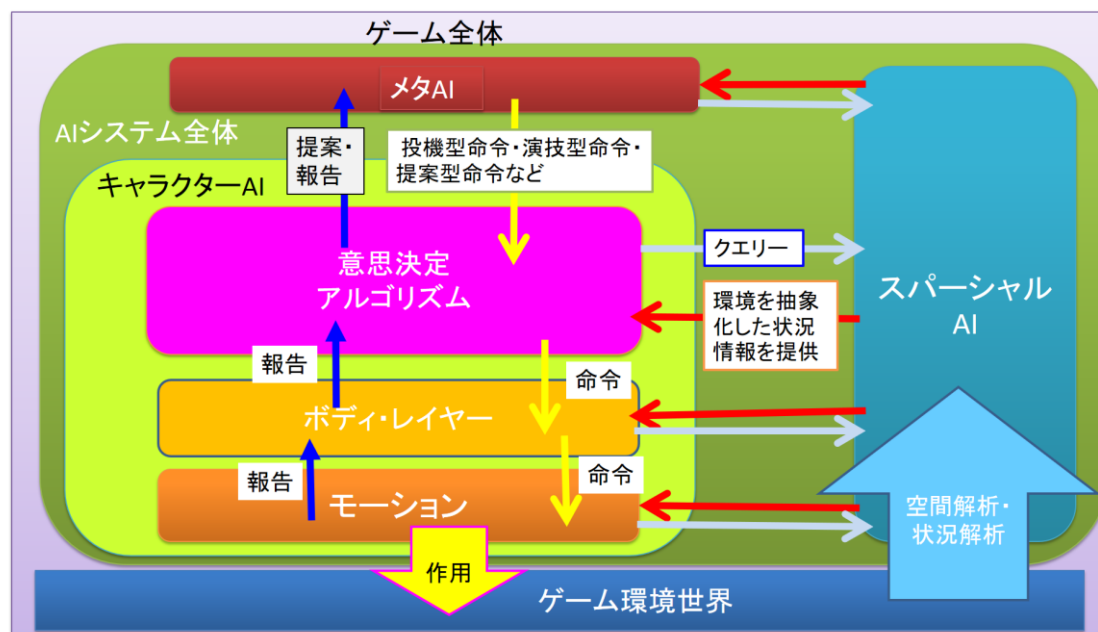 ゲーム全体
メタAI
AIシステム全体
提案・
報告
投機型命令・演技型命令・
提案型命令など
キャラクターAI
意思決定
アルゴリズム
クエリー
環境を抽象
化した状況
情報を提供
スパーシャル
AI
報告
命令
ボディ・レイヤー
報告
命令
モーション
空間解析・
状況解析
作用
ゲーム環境世界